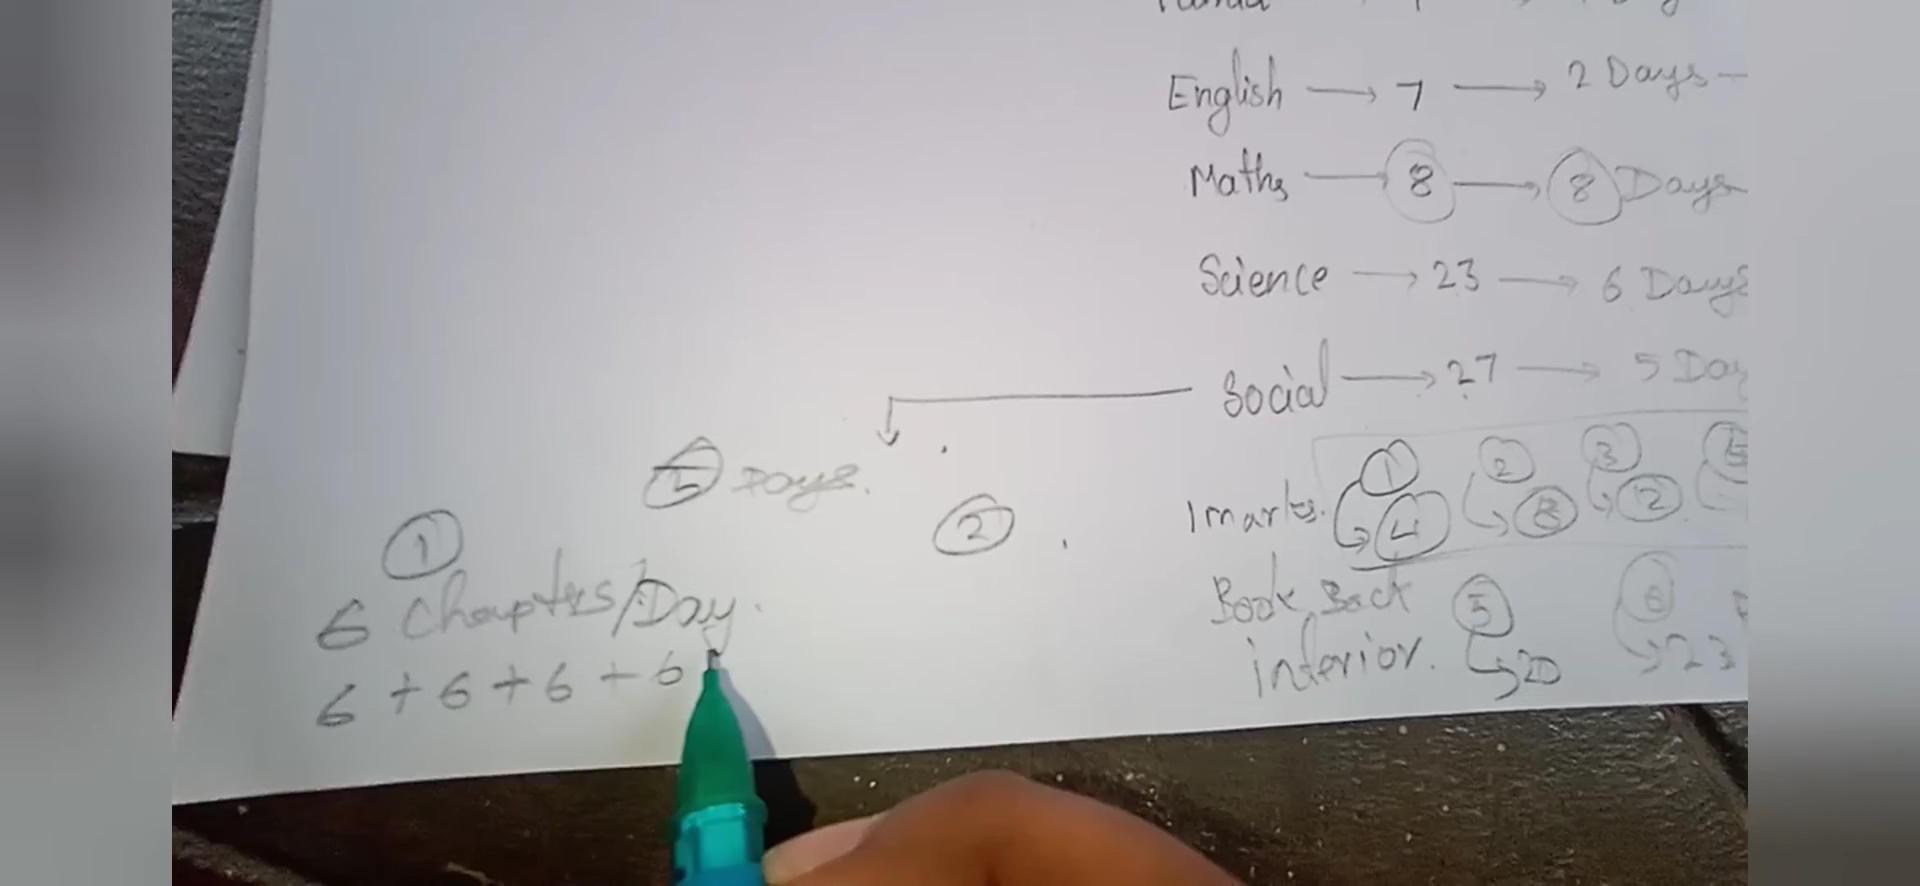 English → 7 → 2 Days -
Maths → 8 → 8 Days
Science → 23 → 6 Days
Social → 27 → 5 Day
5 Days.
1 marks. 1 2 3
4 8 12
1 2
6 Chapters/Day.
6 + 6 + 6 + 6
Book Back 5 6
interior. 20 23